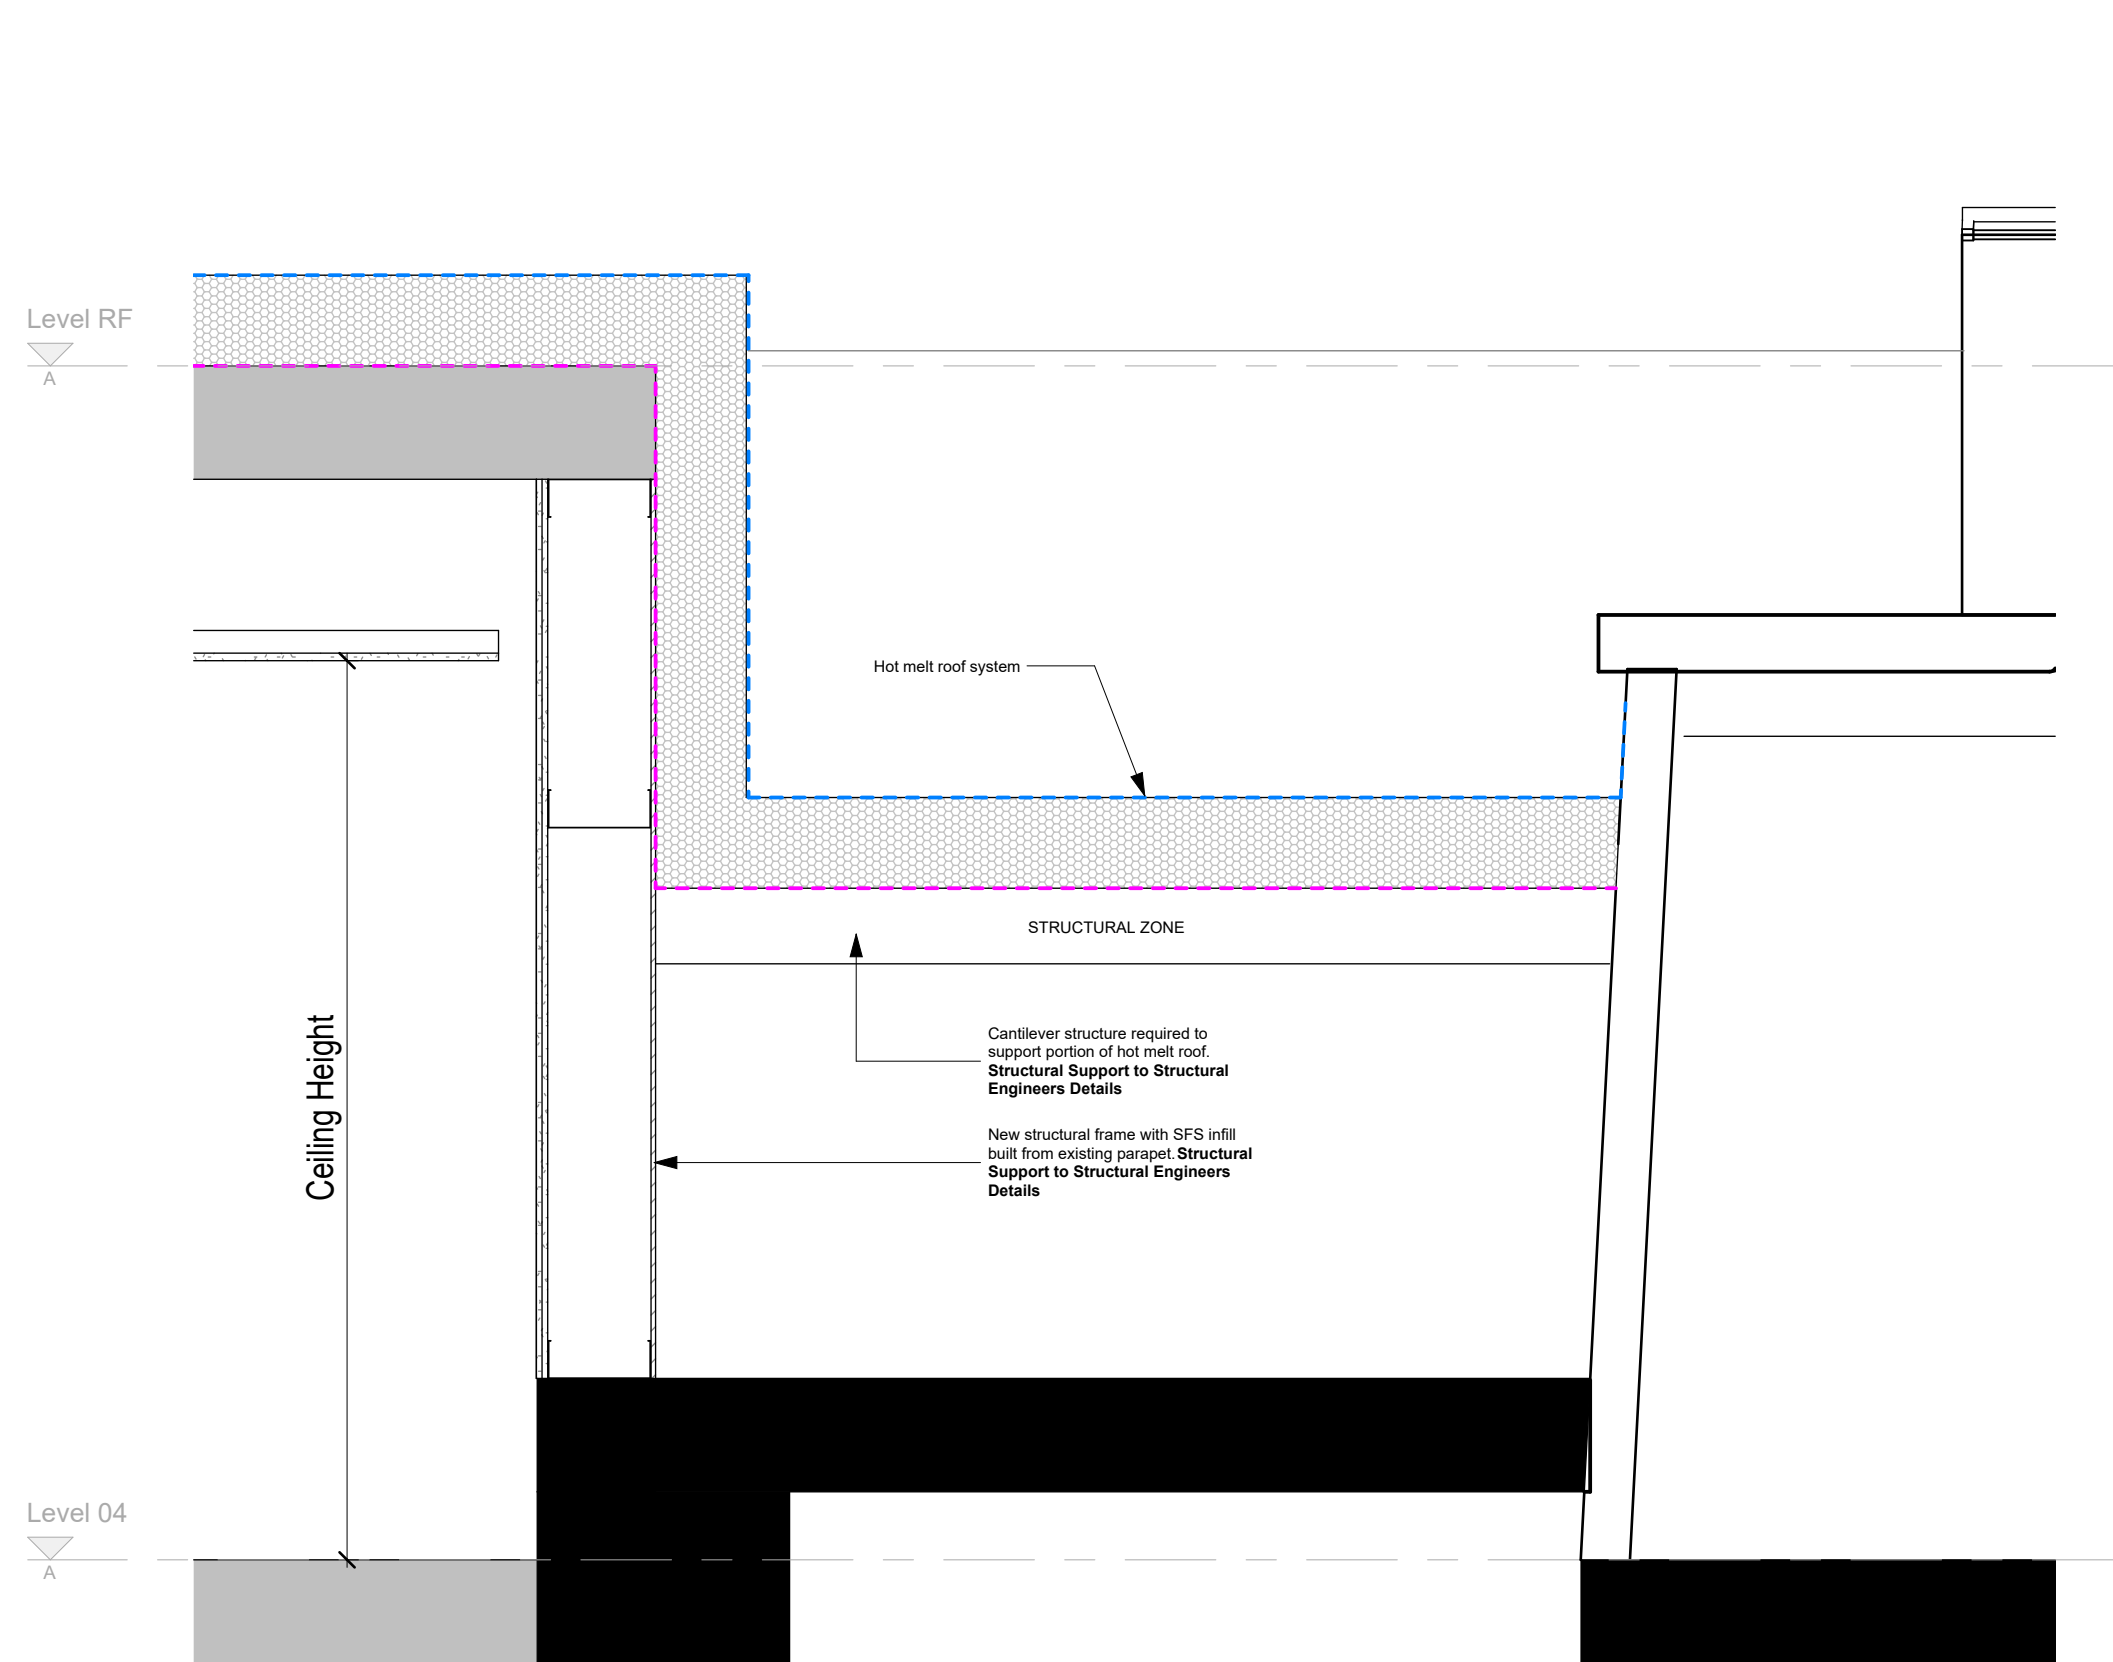 Level RF
A
Hot melt roof system
STRUCTURAL ZONE
Cantilever structure required to
support portion of hot melt roof.
Structural Support to Structural
Engineers Details
Ceiling Height
New structural frame with SFS infill
built from existing parapet. Structural
Support to Structural Engineers
Details
Level 04
A